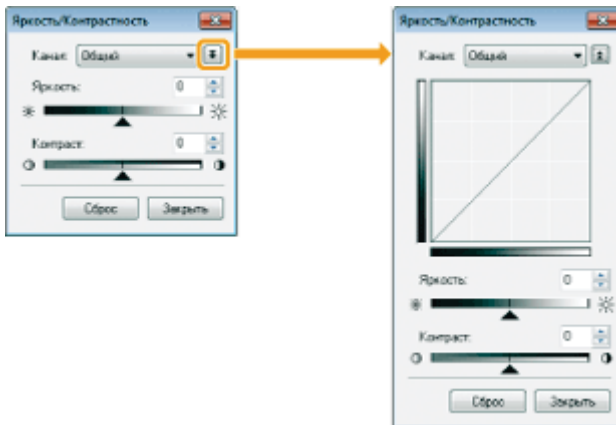 Яркость/Контрастность
Канал: Общий
Яркость: 0
Контраст: 0
Сброс Закрыть
Яркость/Контрастность
Канал: Общий
Яркость: 0
Контраст: 0
Сброс Закрыть